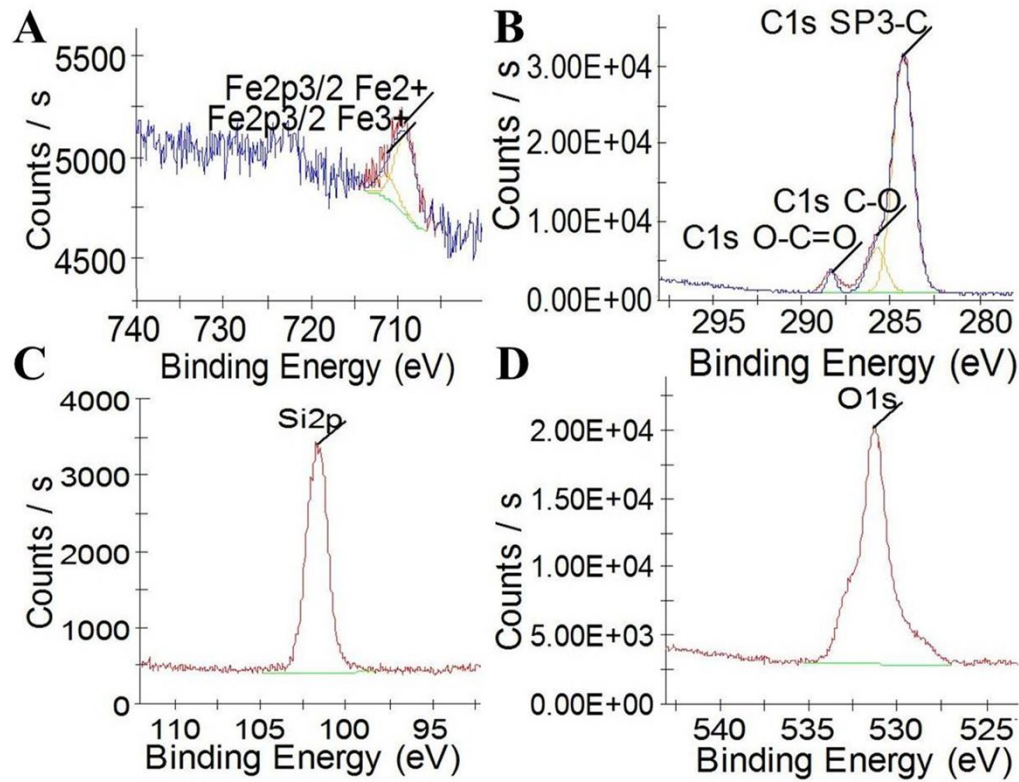 A
5500
5000
4500
Counts / s
Fe2p3/2 Fe2+
Fe2p3/2 Fe3+
740
730
720
710
Binding Energy (eV)
B
3.00E+04
2.00E+04
1.00E+04
0.00E+00
Counts / s
C1s SP3-C
C1s C-O
C1s O-C=O
295
290
285
280
Binding Energy (eV)
C
4000
3000
2000
1000
0
Counts / s
Si2p
110
105
100
95
Binding Energy (eV)
D
2.00E+04
1.50E+04
1.00E+04
5.00E+03
0.00E+00
Counts / s
O1s
540
535
530
525
Binding Energy (eV)